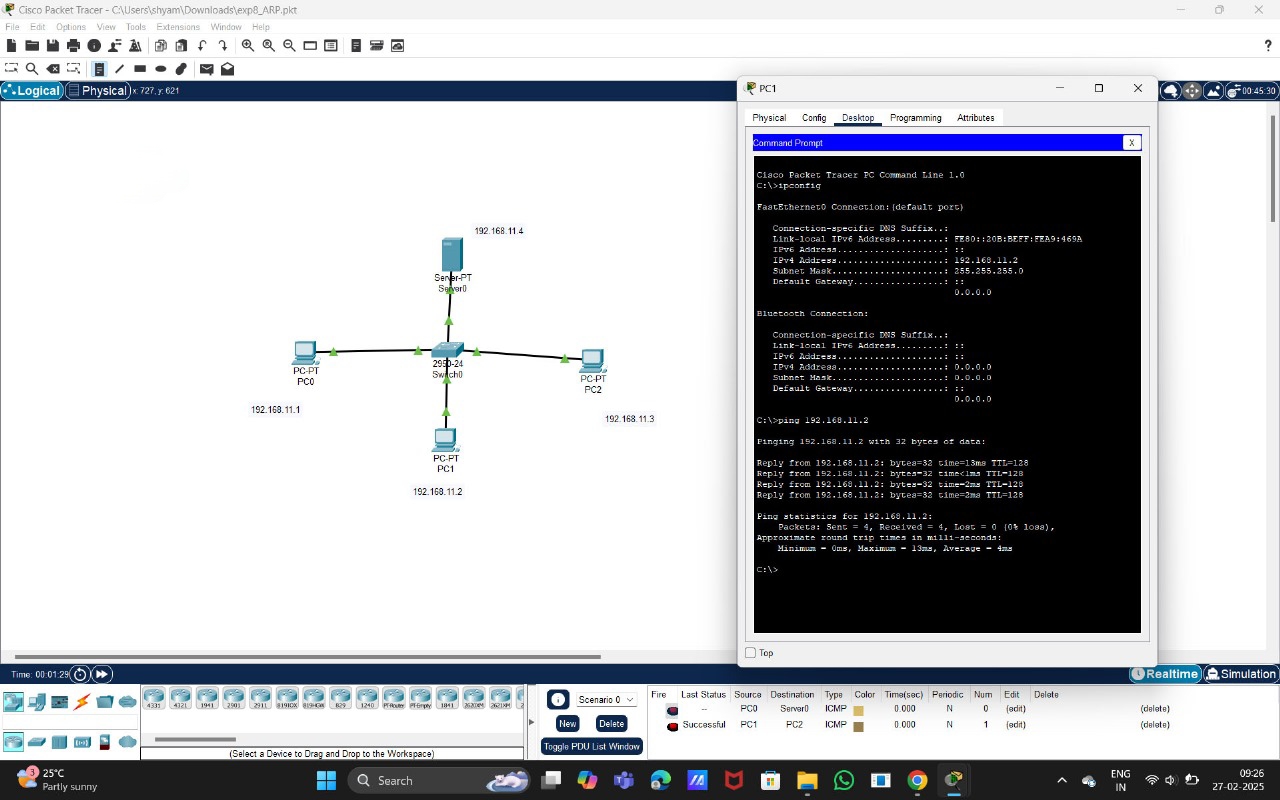 Cisco Packet Tracer - C:\Users\shyam\Downloads\exp8_ARP.pkt
File Edit Options View Tools Extensions Window Help
Logical Physical x: 727, y: 621
00:45:30
PC1
Physical Config Desktop Programming Attributes
Command Prompt X
Cisco Packet Tracer PC Command Line 1.0
C:\>ipconfig
FastEthernet0 Connection:(default port)
Connection-specific DNS Suffix..:
Link-local IPv6 Address.........: FE80::20B:BEFF:FEA9:469A
IPv6 Address....................: ::
IPv4 Address....................: 192.168.11.2
Subnet Mask.....................: 255.255.255.0
Default Gateway.................: ::
0.0.0.0
Bluetooth Connection:
Connection-specific DNS Suffix..:
Link-local IPv6 Address.........: ::
IPv6 Address....................: ::
IPv4 Address....................: 0.0.0.0
Subnet Mask.....................: 0.0.0.0
Default Gateway.................: ::
0.0.0.0
C:\>ping 192.168.11.2
Pinging 192.168.11.2 with 32 bytes of data:
Reply from 192.168.11.2: bytes=32 time=13ms TTL=128
Reply from 192.168.11.2: bytes=32 time<1ms TTL=128
Reply from 192.168.11.2: bytes=32 time=2ms TTL=128
Reply from 192.168.11.2: bytes=32 time=2ms TTL=128
Ping statistics for 192.168.11.2:
Packets: Sent = 4, Received = 4, Lost = 0 (0% loss),
Approximate round trip times in milli-seconds:
Minimum = 0ms, Maximum = 13ms, Average = 4ms
C:\>
Top
192.168.11.4
Server-PT
Server0
PC-PT
PC0
192.168.11.1
2950-24
Switch0
PC-PT
PC2
192.168.11.3
PC-PT
PC1
192.168.11.2
Time: 00:01:29
Realtime Simulation
4331 4321 1941 2901 2911 819HGW 829 1240 PT-Router PT-Empty 1841 2620XM 2621XM
(Select a Device to Drag and Drop to the Workspace)
Scenario 0
New Delete
Toggle PDU List Window
Fire Last Status Source Destination Type Color Time(sec) Periodic Num Edit Delete
-- PC0 Server0 ICMP 0.000 N 0 (edit) (delete)
Successful PC1 PC2 ICMP 0.000 N 1 (edit) (delete)
3
25°C
Partly sunny
Search
ENG
IN
09:26
27-02-2025